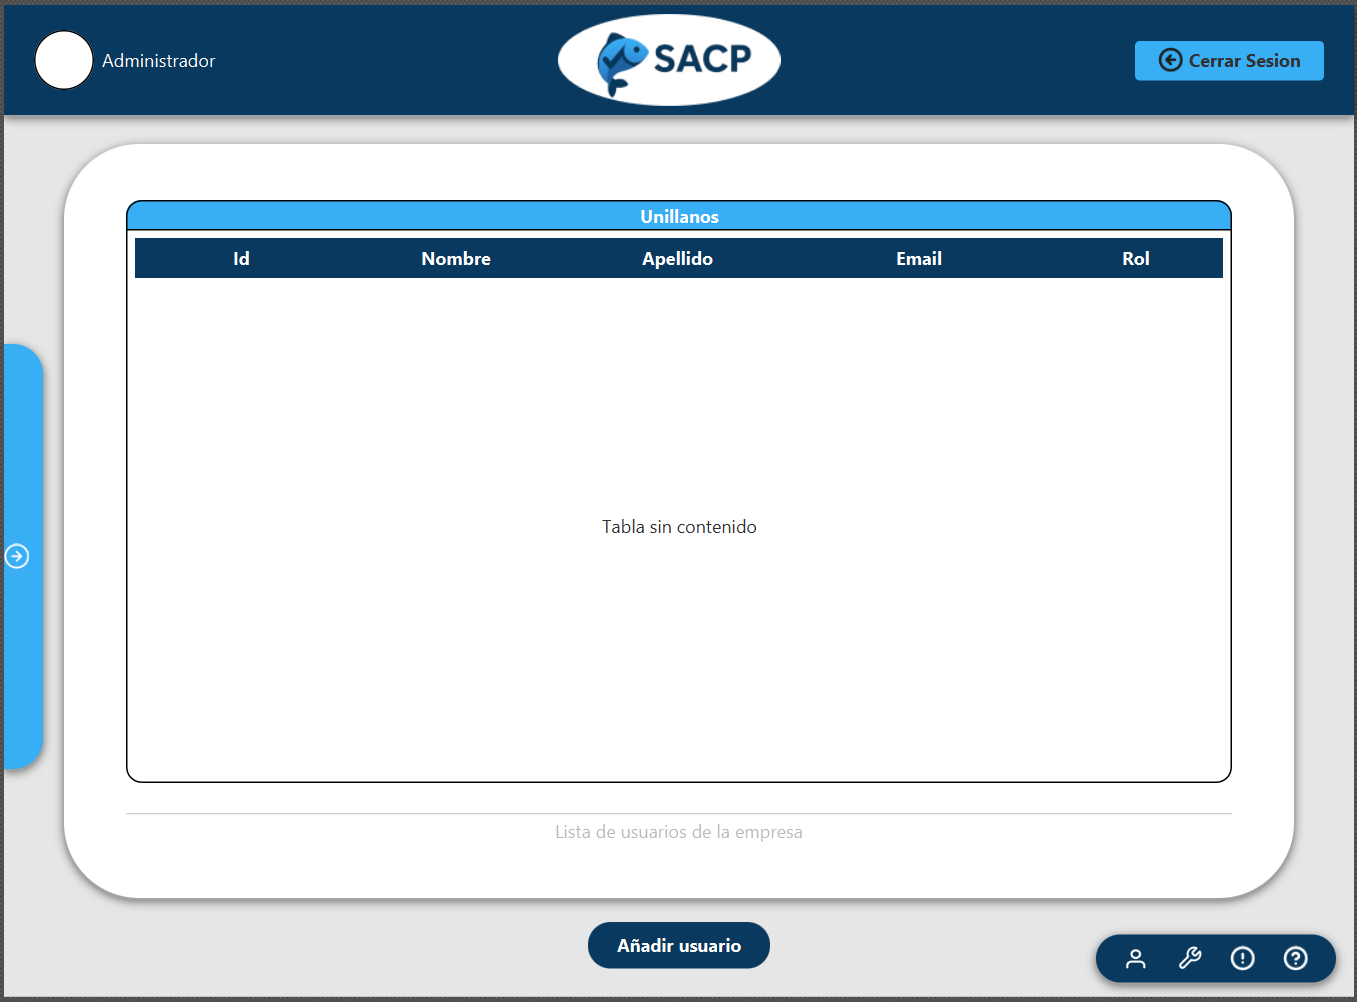 Administrador
SACP
Cerrar Sesion
Unillanos
Id Nombre Apellido Email Rol
Tabla sin contenido
Lista de usuarios de la empresa
Añadir usuario